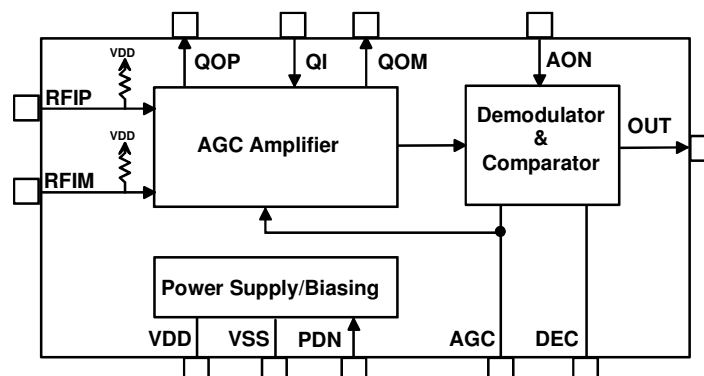 VDD
QOP
QI
QOM
AON
RFIP
VDD
RFIM
AGC Amplifier
Demodulator
&
Comparator
OUT
Power Supply/Biasing
VDD
VSS
PDN
AGC
DEC